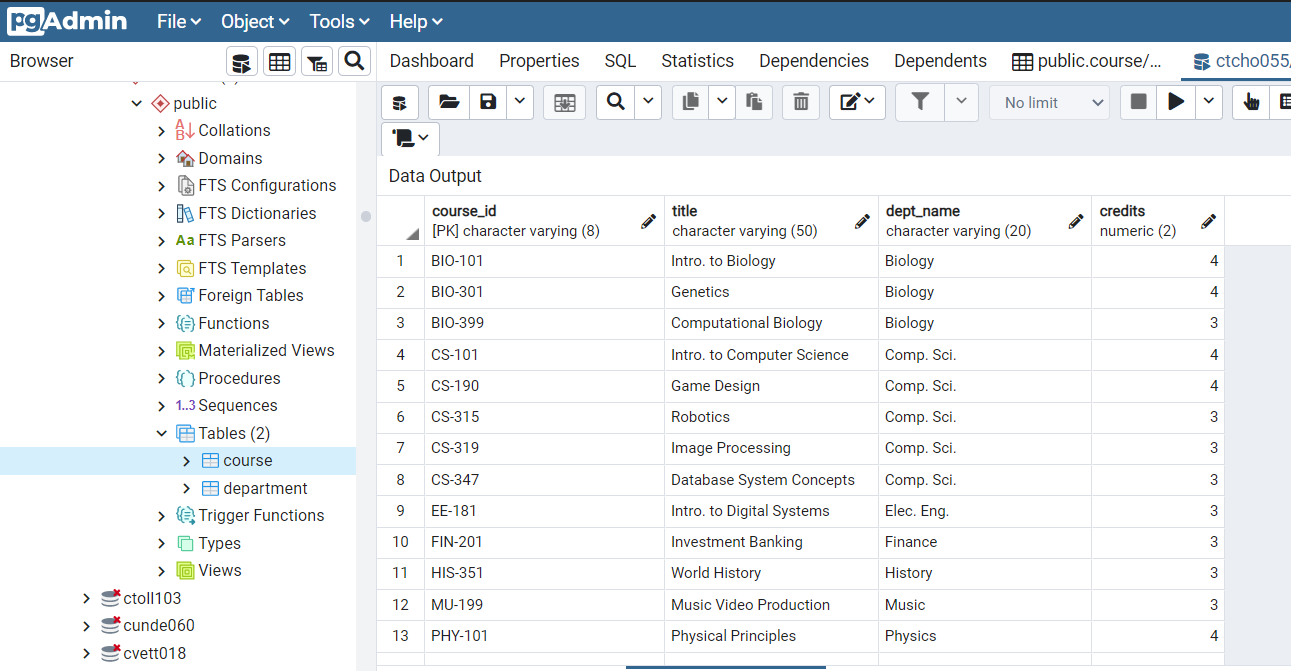 pgAdmin File Object Tools Help
Browser
Dashboard Properties SQL Statistics Dependencies Dependents public.course/... ctcho055/
No limit
public
Collations
Domains
FTS Configurations
FTS Dictionaries
Aa FTS Parsers
FTS Templates
Foreign Tables
Functions
Materialized Views
Procedures
1..3 Sequences
Tables (2)
course
department
Trigger Functions
Types
Views
ctoll103
cunde060
cvett018
Data Output
course_id title dept_name credits
[PK] character varying (8) character varying (50) character varying (20) numeric (2)
1 BIO-101 Intro. to Biology Biology 4
2 BIO-301 Genetics Biology 4
3 BIO-399 Computational Biology Biology 3
4 CS-101 Intro. to Computer Science Comp. Sci. 4
5 CS-190 Game Design Comp. Sci. 4
6 CS-315 Robotics Comp. Sci. 3
7 CS-319 Image Processing Comp. Sci. 3
8 CS-347 Database System Concepts Comp. Sci. 3
9 EE-181 Intro. to Digital Systems Elec. Eng. 3
10 FIN-201 Investment Banking Finance 3
11 HIS-351 World History History 3
12 MU-199 Music Video Production Music 3
13 PHY-101 Physical Principles Physics 4